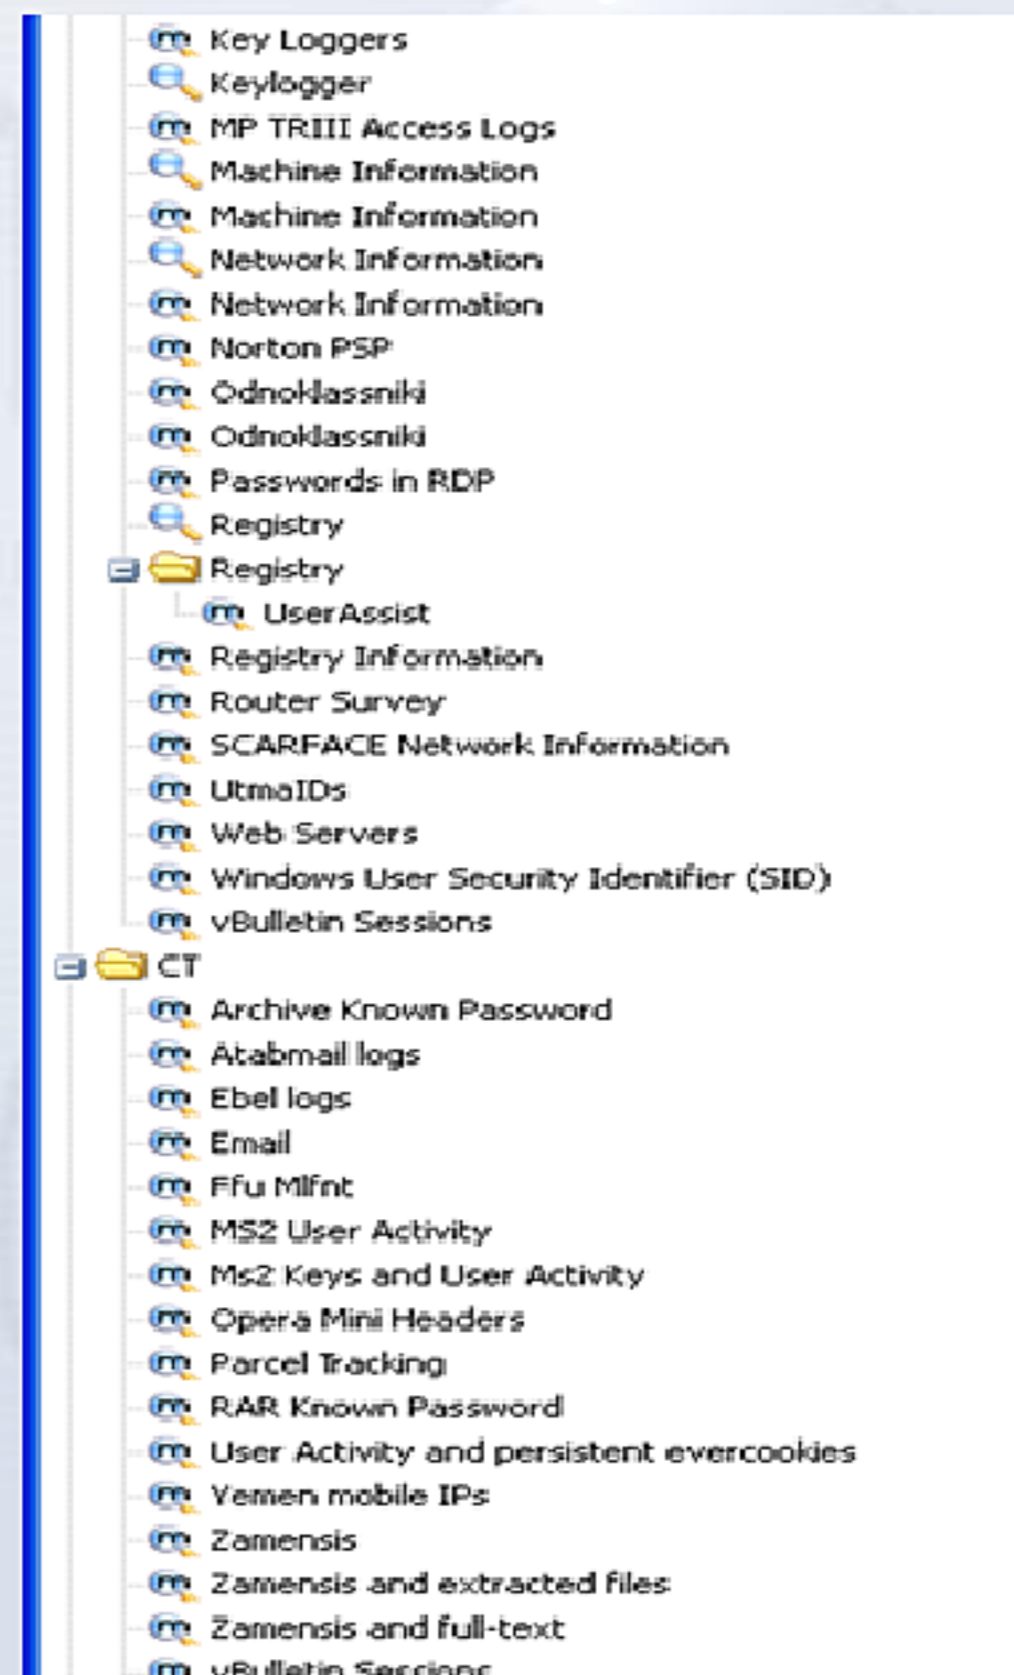 Key Loggers
Keylogger
MP TRIII Access Logs
Machine Information
Machine Information
Network Information
Network Information
Norton PSP
Odnoklassniki
Odnoklassniki
Passwords in RDP
Registry
Registry
UserAssist
Registry Information
Router Survey
SCARFACE Network Information
UtmaIDs
Web Servers
Windows User Security Identifier (SID)
vBulletin Sessions
CT
Archive Known Password
Atabmail logs
Ebel logs
Email
Ffu Mlfnt
MS2 User Activity
Ms2 Keys and User Activity
Opera Mini Headers
Parcel Tracking
RAR Known Password
User Activity and persistent evercookies
Yemen mobile IPs
Zamensis
Zamensis and extracted files
Zamensis and full-text
vBulletin Sessions